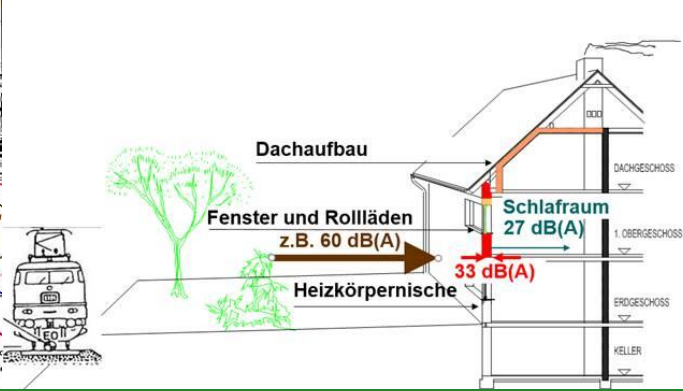 Dachaufbau
DACHGESCHOSS
Fenster und Rollläden
Schlafraum
27 dB(A)
z.B. 60 dB(A)
1. OBERGESCHOSS
33 dB(A)
Heizkörpernische
ERDGESCHOSS
KELLER